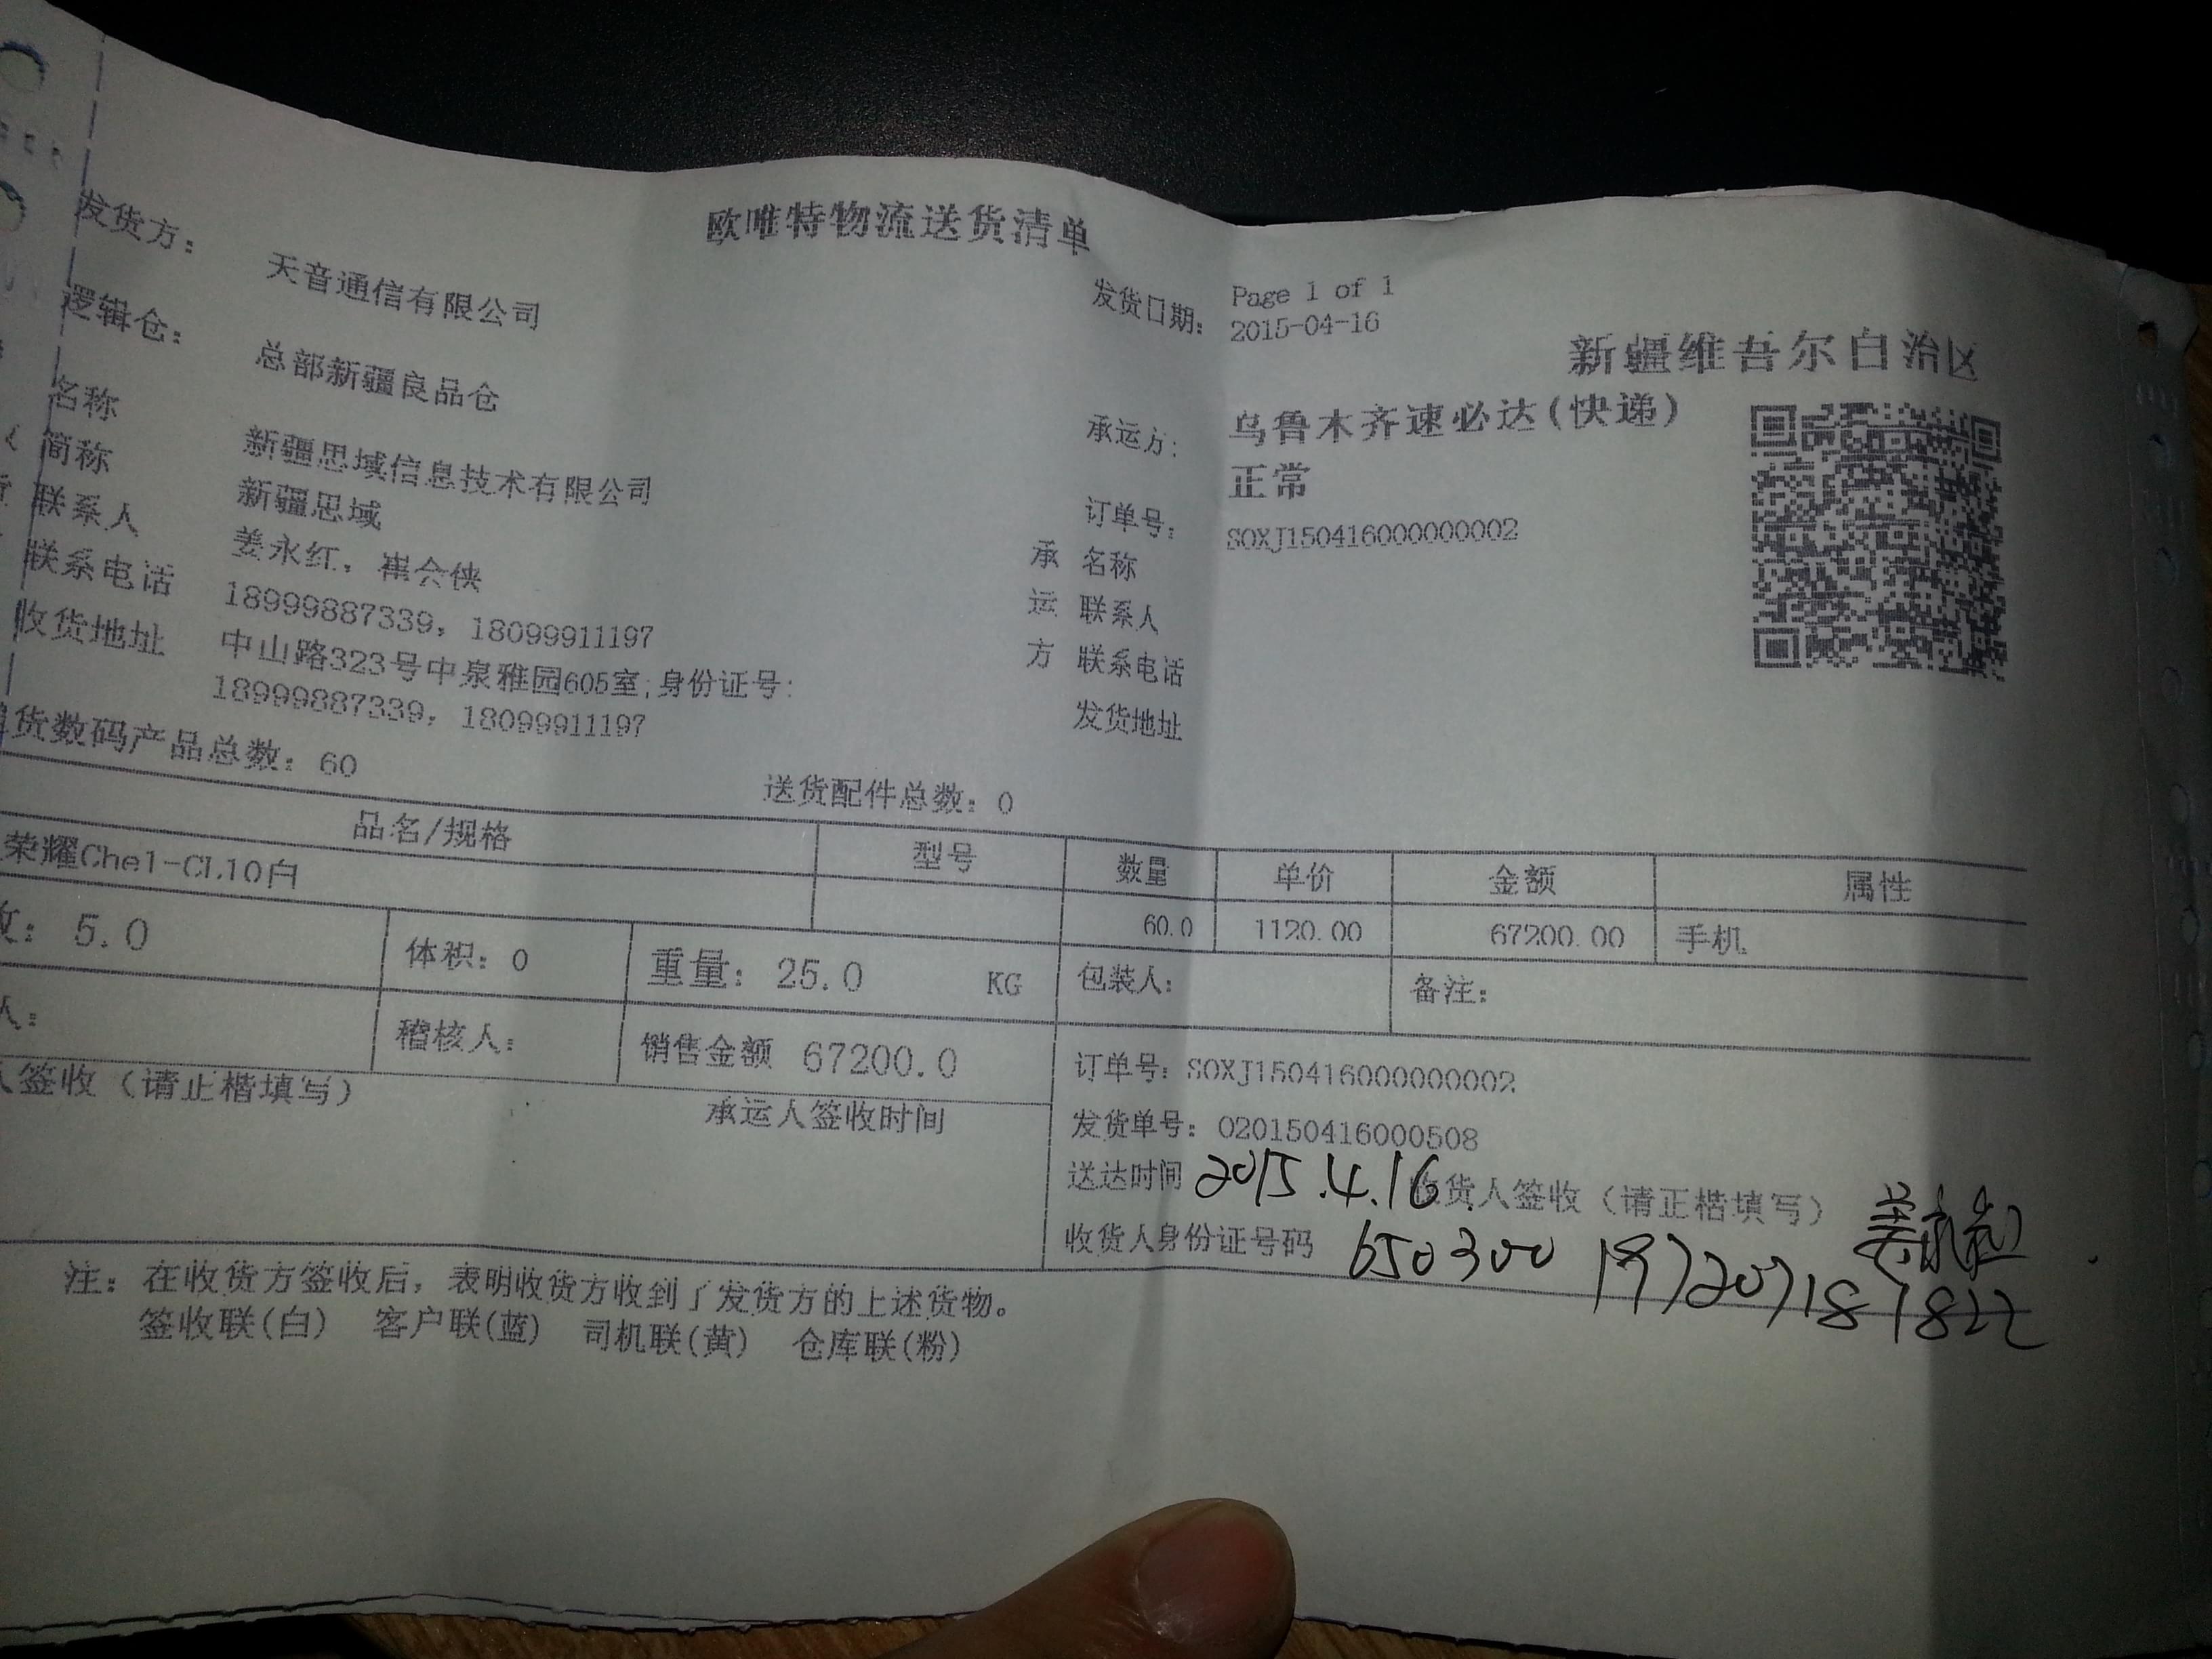 欧唯特物流送货清单
发货方： 天音通信有限公司
发货日期： Page 1 of 1
2015-04-16
新疆维吾尔自治区
逻辑仓： 总部新疆良品仓
承运方： 乌鲁木齐速必达(快递)
正常
名称 新疆思域信息技术有限公司
订单号： SOXJ150416000000002
简称 新疆思域
承 名称
联系人 姜永红，崔会侠
运 联系人
联系电话 18999887339，18099911197
方 联系电话
收货地址 中山路323号中泉雅园605室;身份证号：
18999887339，18099911197
发货地址
货数码产品总数：60 送货配件总数：0
品名/规格 型号 数量 单价 金额 属性
荣耀Che1-CL10白 60.0 1120.00 67200.00 手机
：5.0 体积：0 重量：25.0 KG 包装人： 备注：
人： 稽核人： 销售金额 67200.0
订单号：SOXJ150416000000002
人签收（请正楷填写） 承运人签收时间
发货单号：020150416000508
送达时间 2015.4.16 货人签收（请正楷填写） 姜永红
收货人身份证号码 650300 197207181822
注：在收货方签收后，表明收货方收到了发货方的上述货物。
签收联(白) 客户联(蓝) 司机联(黄) 仓库联(粉)